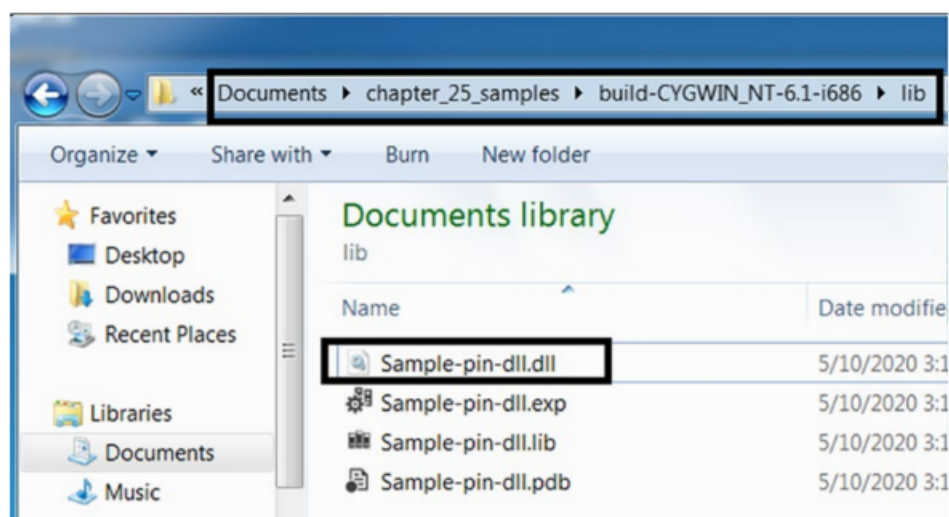 « Documents ▸ chapter_25_samples ▸ build-CYGWIN_NT-6.1-i686 ▸ lib
Organize ▾ Share with ▾ Burn New folder
Favorites
Desktop
Downloads
Recent Places
Libraries
Documents
Music
Documents library
lib
Name Date modifie
Sample-pin-dll.dll 5/10/2020 3:1
Sample-pin-dll.exp 5/10/2020 3:1
Sample-pin-dll.lib 5/10/2020 3:1
Sample-pin-dll.pdb 5/10/2020 3:1